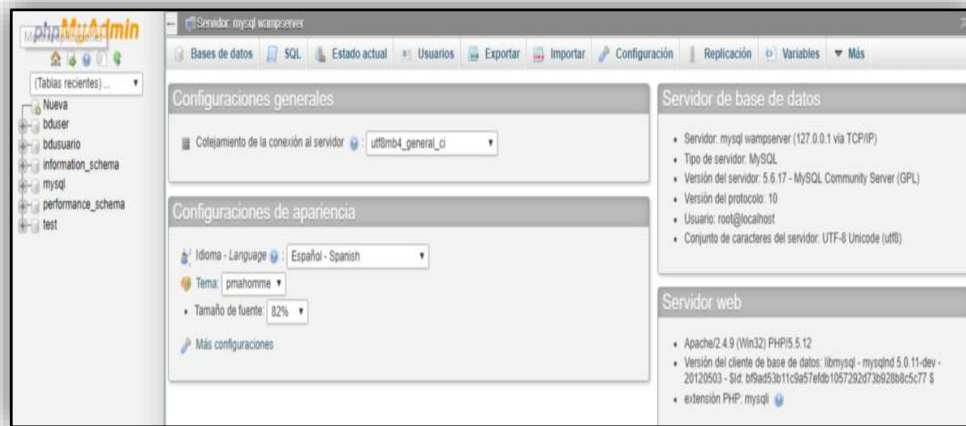 phpMyAdmin
(Tablas recientes) ...
Nueva
bduser
bdusuario
information_schema
mysql
performance_schema
test
Servidor: mysql wampserver
Bases de datos SQL Estado actual Usuarios Exportar Importar Configuración Replicación Variables Más
Configuraciones generales
Cotejamiento de la conexión al servidor : utf8mb4_general_ci
Configuraciones de apariencia
Idioma - Language : Español - Spanish
Tema: pmahomme
Tamaño de fuente: 82%
Más configuraciones
Servidor de base de datos
Servidor: mysql wampserver (127.0.0.1 via TCP/IP)
Tipo de servidor: MySQL
Versión del servidor: 5.6.17 - MySQL Community Server (GPL)
Versión del protocolo: 10
Usuario: root@localhost
Conjunto de caracteres del servidor: UTF-8 Unicode (utf8)
Servidor web
Apache/2.4.9 (Win32) PHP/5.5.12
Versión del cliente de base de datos: libmysql - mysqlnd 5.0.11-dev -
20120503 - $Id: bf9ad53b11c9a57efdb1057292d73b928b8c5c77 $
extensión PHP: mysqli